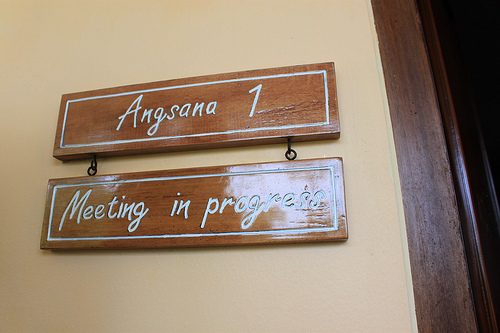 Angsana 1
Meeting in progress